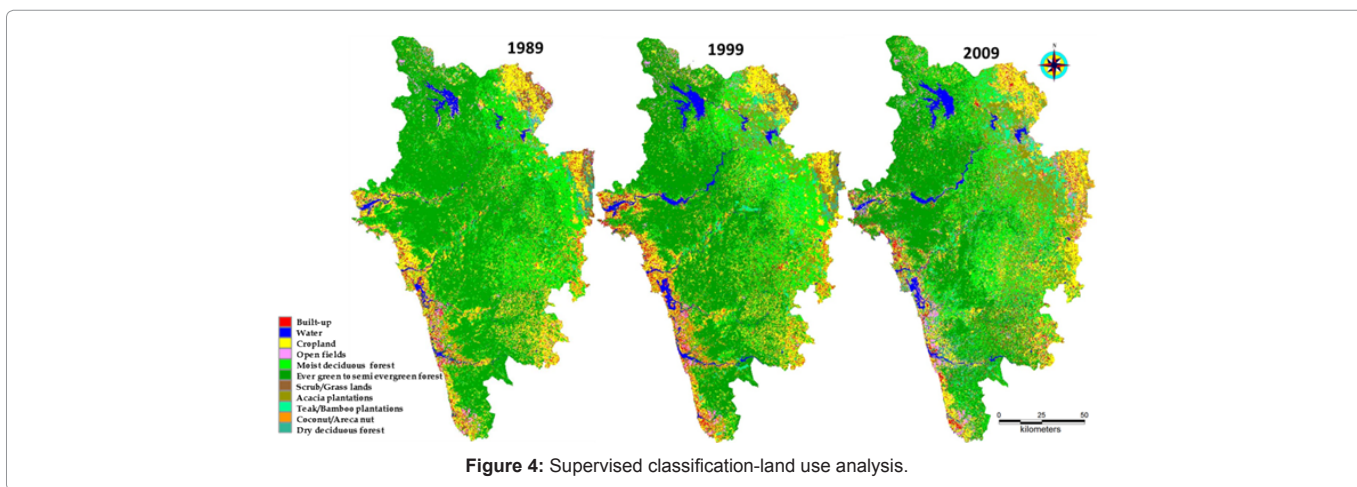 1989
1999
2009
N
Built-up
Water
Cropland
Open fields
Moist deciduous forest
Ever green to semi evergreen forest
Scrub/Grass lands
Acacia plantations
Teak/Bamboo plantations
Coconut/Areca nut
Dry deciduous forest
0 25 50
kilometers
Figure 4: Supervised classification-land use analysis.